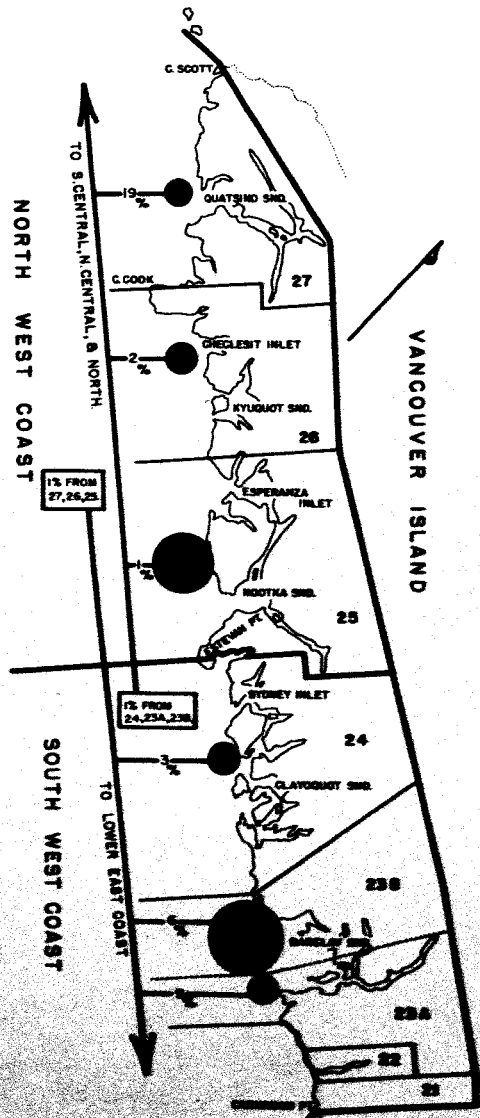 C. SCOTT
TO S. CENTRAL, N. CENTRAL, & NORTH.
19
%
QUATSINO SND.
NORTH WEST COAST
27
C. COOK
2
%
CHECLESIT INLET
VANCOUVER ISLAND
KYUQUOT SND.
26
1% FROM
27, 26, 25.
ESPERANZA
INLET
1
%
NOOTKA SND.
25
ESTEVAN PT.
SYDNEY INLET
1% FROM
24, 23A, 23B.
24
3
%
CLAYOQUOT SND.
SOUTH WEST COAST
TO LOWER EAST COAST
23B
%
BARCLAY SND.
%
23A
22
21